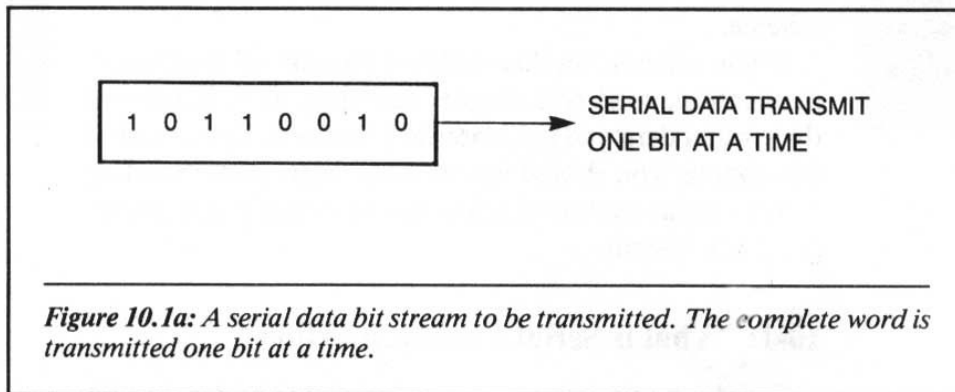 1 0 1 1 0 0 1 0
SERIAL DATA TRANSMIT
ONE BIT AT A TIME
Figure 10.1a: A serial data bit stream to be transmitted. The complete word is
transmitted one bit at a time.